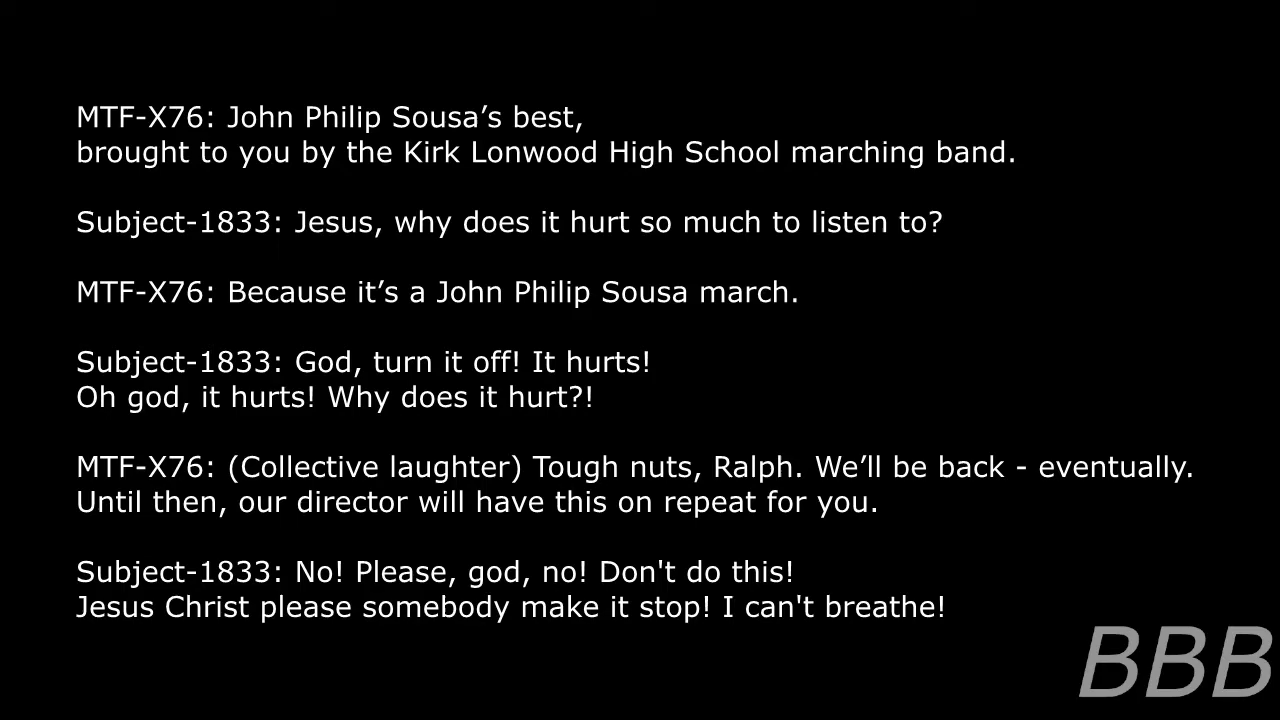 MTF-X76: John Philip Sousa’s best,
brought to you by the Kirk Lonwood High School marching band.
Subject-1833: Jesus, why does it hurt so much to listen to?
MTF-X76: Because it’s a John Philip Sousa march.
Subject-1833: God, turn it off! It hurts!
Oh god, it hurts! Why does it hurt?!
MTF-X76: (Collective laughter) Tough nuts, Ralph. We’ll be back - eventually.
Until then, our director will have this on repeat for you.
Subject-1833: No! Please, god, no! Don't do this!
Jesus Christ please somebody make it stop! I can't breathe!
BBB